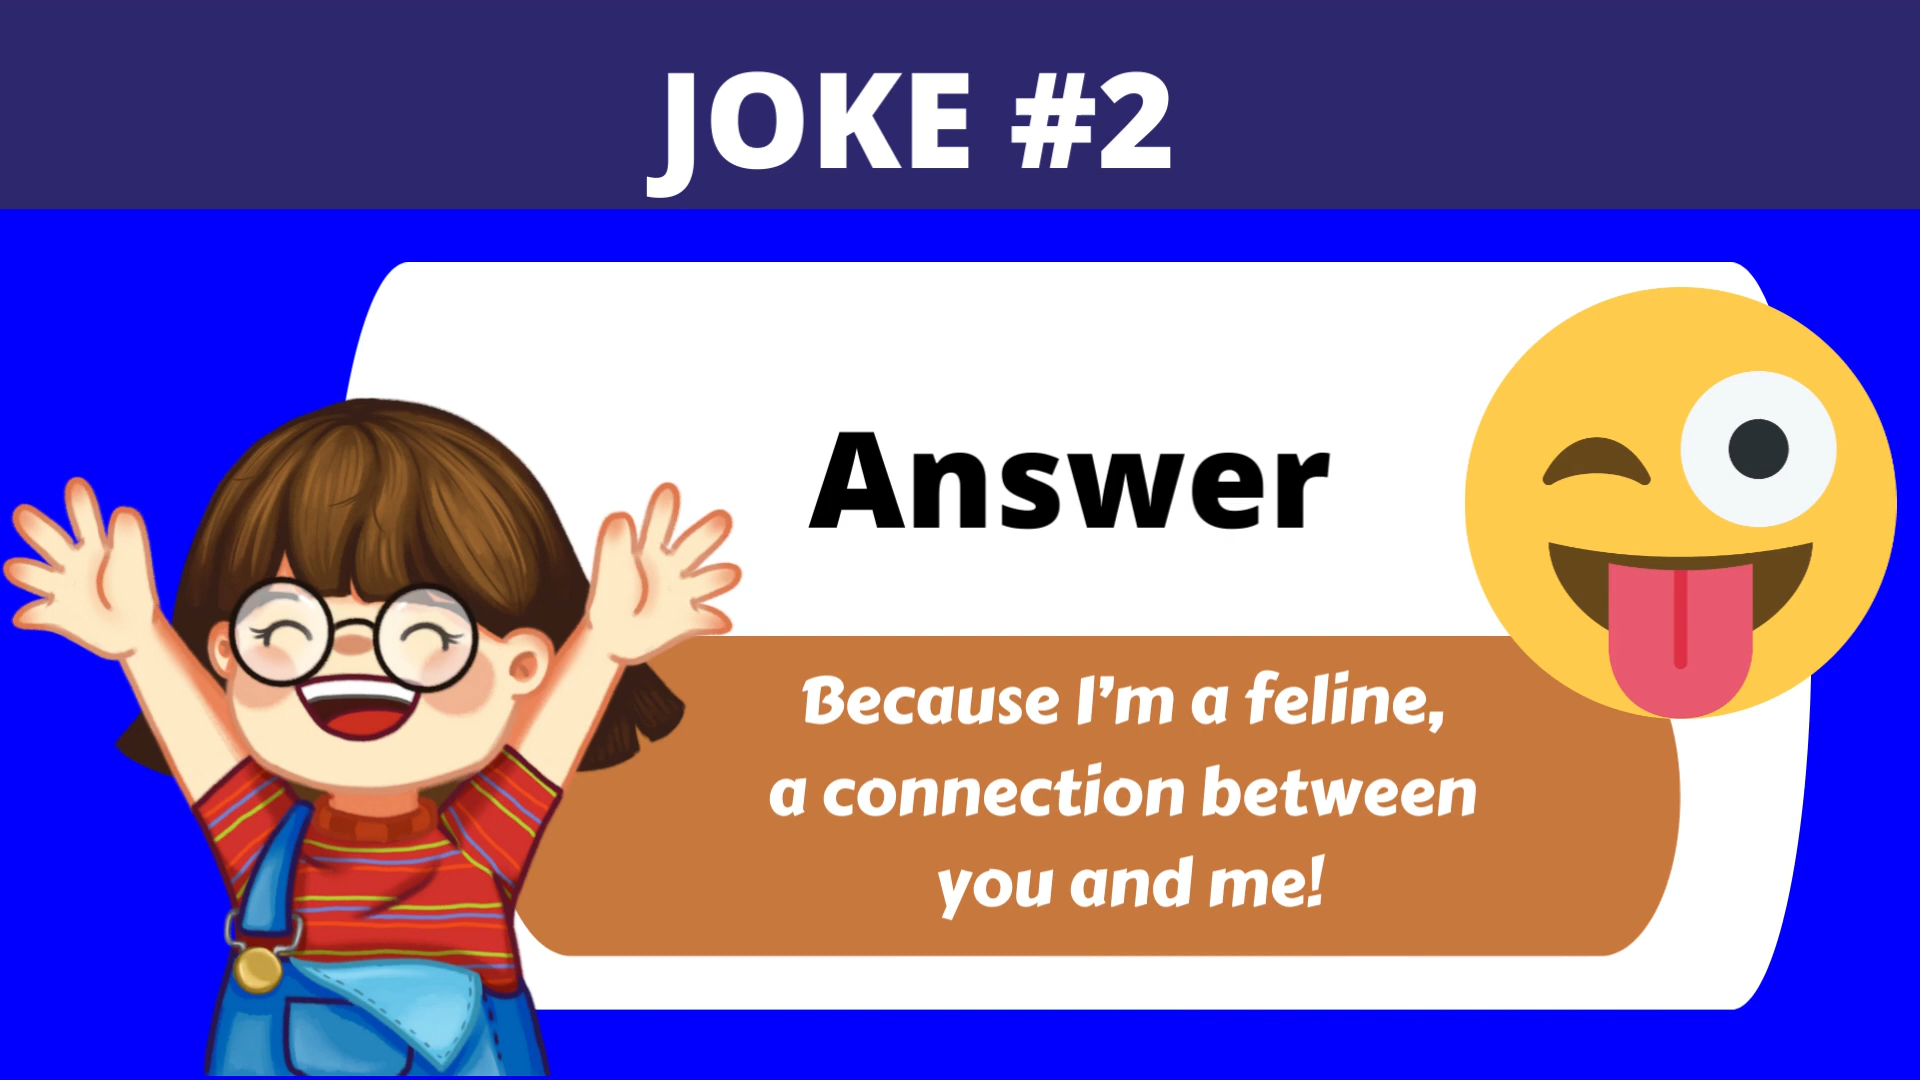 JOKE #2
Answer
Because I'm a feline,
a connection between
you and me!